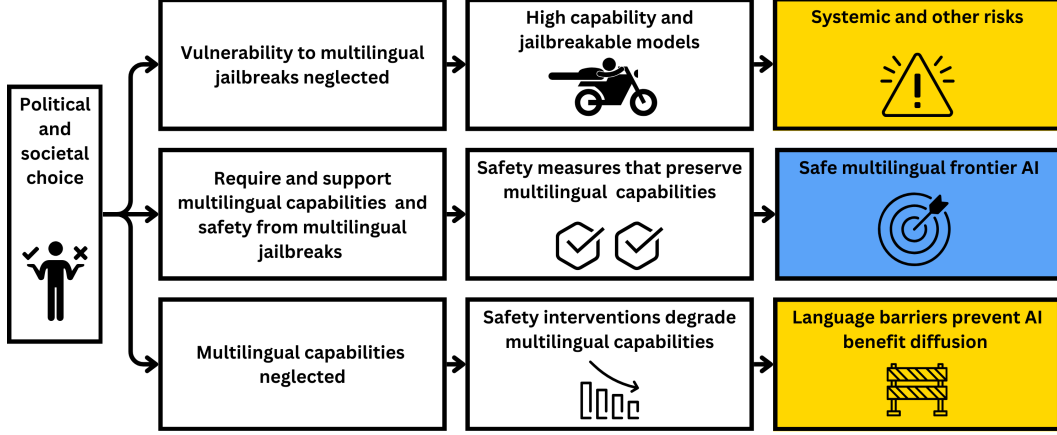 Political
and
societal
choice
Vulnerability to multilingual
jailbreaks neglected
High capability and
jailbreakable models
Systemic and other risks
Require and support
multilingual capabilities and
safety from multilingual
jailbreaks
Safety measures that preserve
multilingual capabilities
Safe multilingual frontier AI
Multilingual capabilities
neglected
Safety interventions degrade
multilingual capabilities
Language barriers prevent AI
benefit diffusion